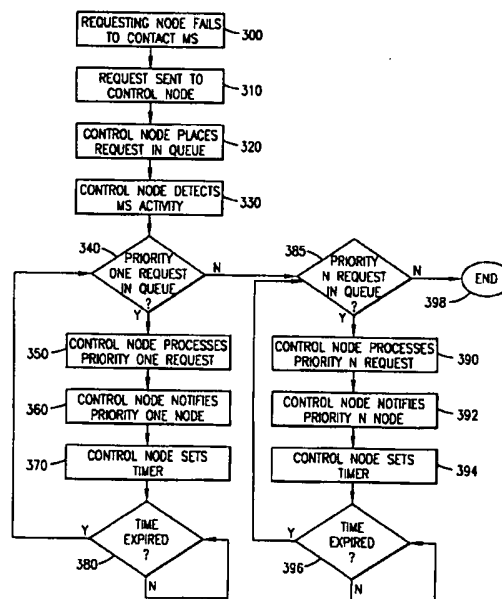 REQUESTING NODE FAILS
TO CONTACT MS
300
REQUEST SENT TO
CONTROL NODE
310
CONTROL NODE PLACES
REQUEST IN QUEUE
320
CONTROL NODE DETECTS
MS ACTIVITY
330
340
PRIORITY
ONE REQUEST
IN QUEUE
?
N
Y
350
CONTROL NODE PROCESSES
PRIORITY ONE REQUEST
360
CONTROL NODE NOTIFIES
PRIORITY ONE NODE
370
CONTROL NODE SETS
TIMER
Y
TIME
EXPIRED
?
380
N
385
PRIORITY
N REQUEST
IN QUEUE
?
N
END
398
Y
CONTROL NODE PROCESSES
PRIORITY N REQUEST
390
CONTROL NODE NOTIFIES
PRIORITY N NODE
392
CONTROL NODE SETS
TIMER
394
Y
TIME
EXPIRED
?
396
N